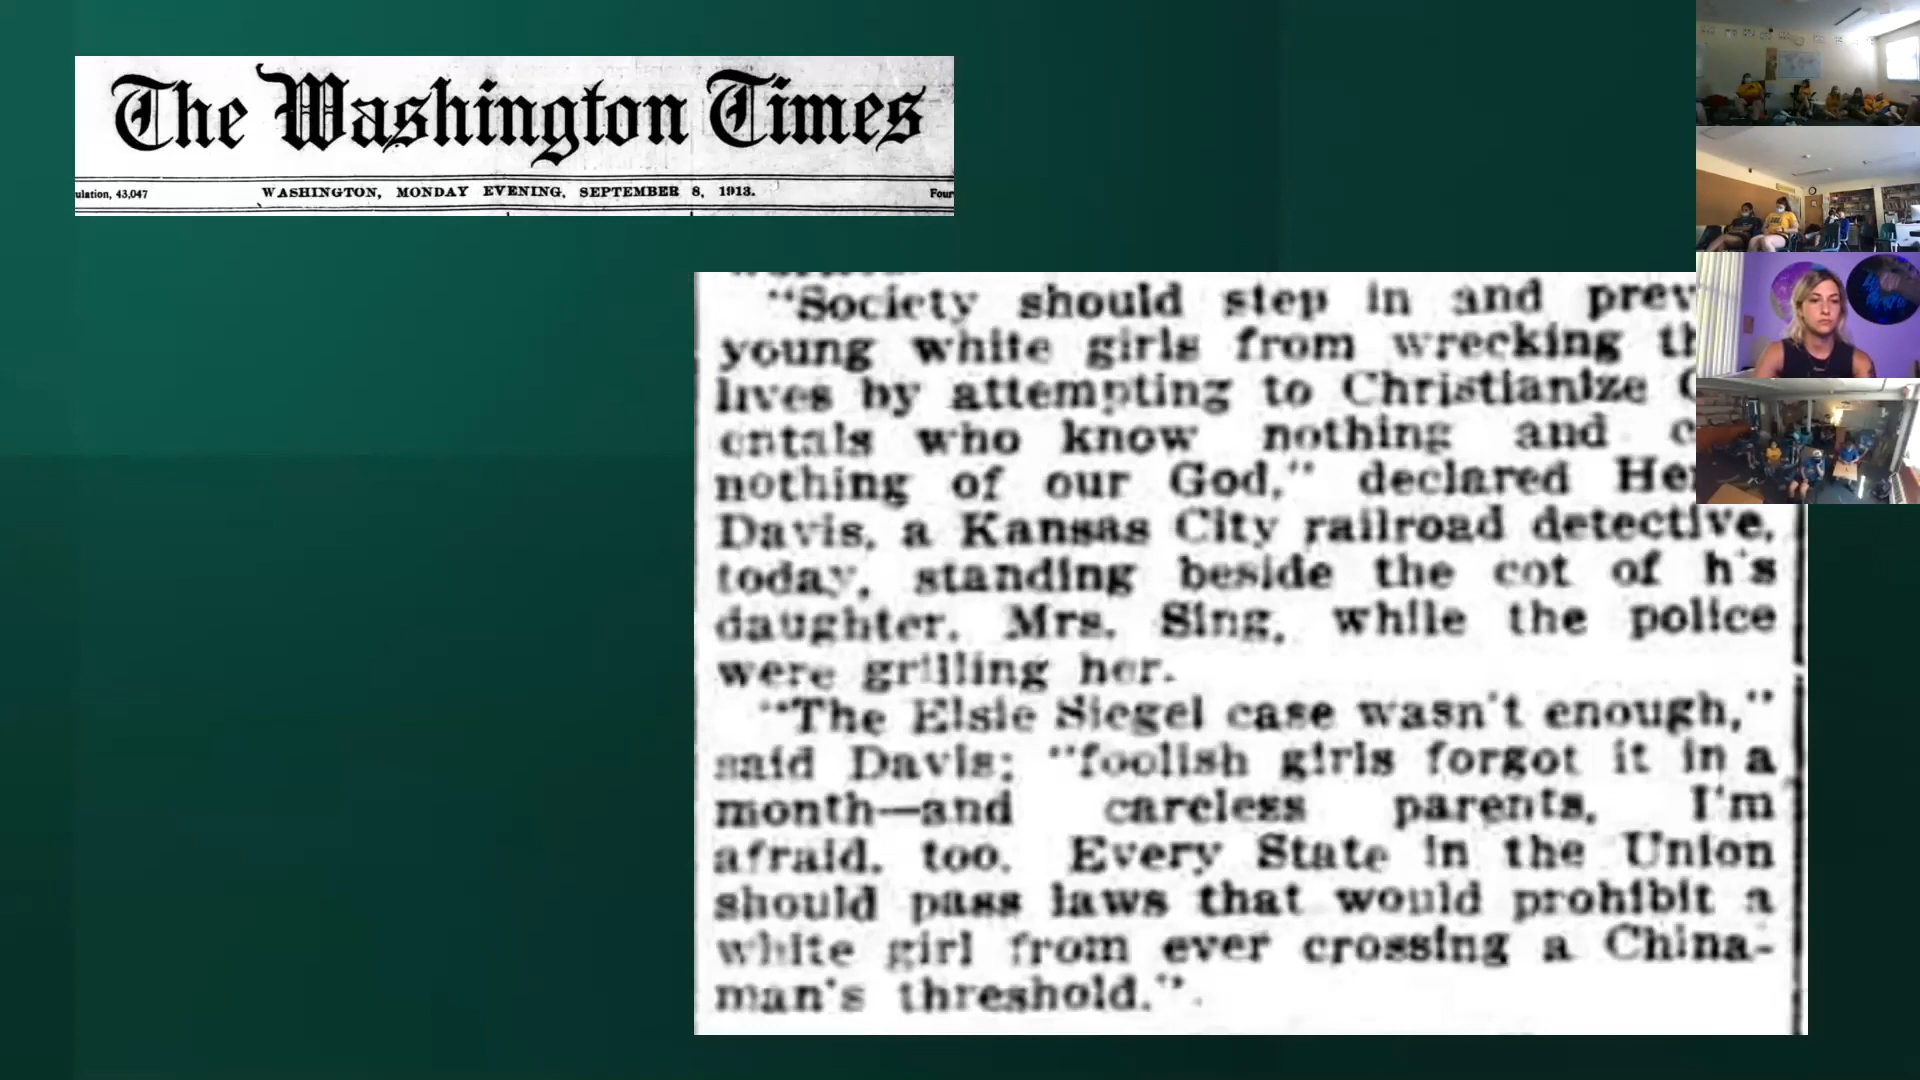 The Washington Times
ulation, 43,047 WASHINGTON, MONDAY EVENING, SEPTEMBER 8, 1913. Four
"Society should step in and prev
young white girls from wrecking th
lives by attempting to Christianize
entals who know nothing and c
nothing of our God," declared He
Davis, a Kansas City railroad detective,
today, standing beside the cot of h's
daughter, Mrs. Sing, while the police
were grilling her.
"The Elsie Siegel case wasn't enough,"
said Davis; "foolish girls forgot it in a
month—and careless parents, I'm
afraid, too. Every State in the Union
should pass laws that would prohibit a
white girl from ever crossing a China-
man's threshold."